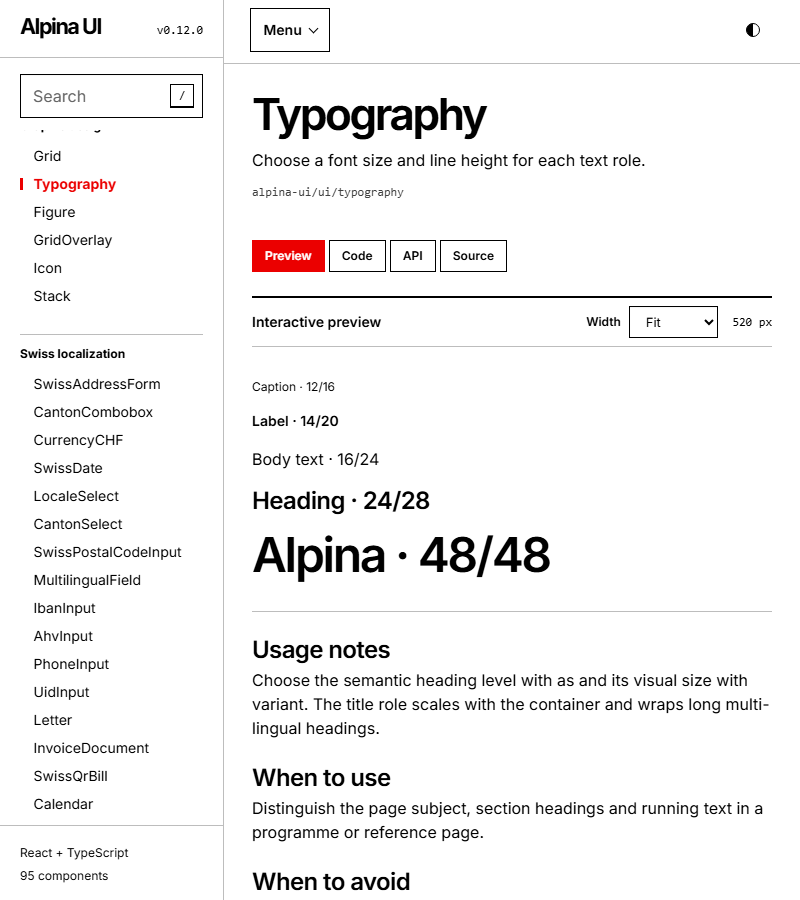 Alpina UI
v0.12.0
Search
/
Grid
Typography
Figure
GridOverlay
Icon
Stack
Swiss localization
SwissAddressForm
CantonCombobox
CurrencyCHF
SwissDate
LocaleSelect
CantonSelect
SwissPostalCodeInput
MultilingualField
IbanInput
AhvInput
PhoneInput
UidInput
Letter
InvoiceDocument
SwissQrBill
Calendar
React + TypeScript
95 components
Menu
Typography
Choose a font size and line height for each text role.
alpina-ui/ui/typography
Preview
Code
API
Source
Interactive preview
Width
Fit
520 px
Caption · 12/16
Label · 14/20
Body text · 16/24
Heading · 24/28
Alpina · 48/48
Usage notes
Choose the semantic heading level with as and its visual size with
variant. The title role scales with the container and wraps long multi-
lingual headings.
When to use
Distinguish the page subject, section headings and running text in a
programme or reference page.
When to avoid